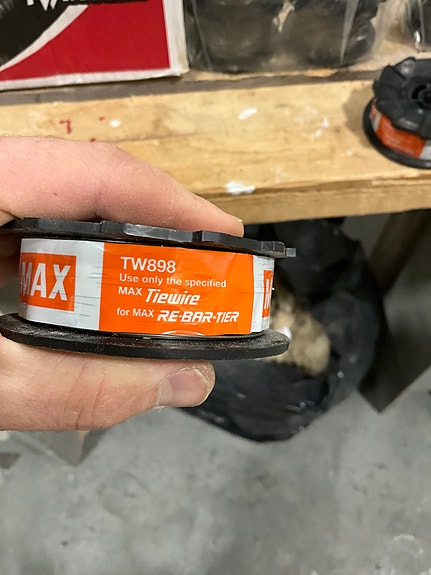 MAX
TW898
Use only the specified
MAX Tiewire
for MAX RE-BAR-TIER